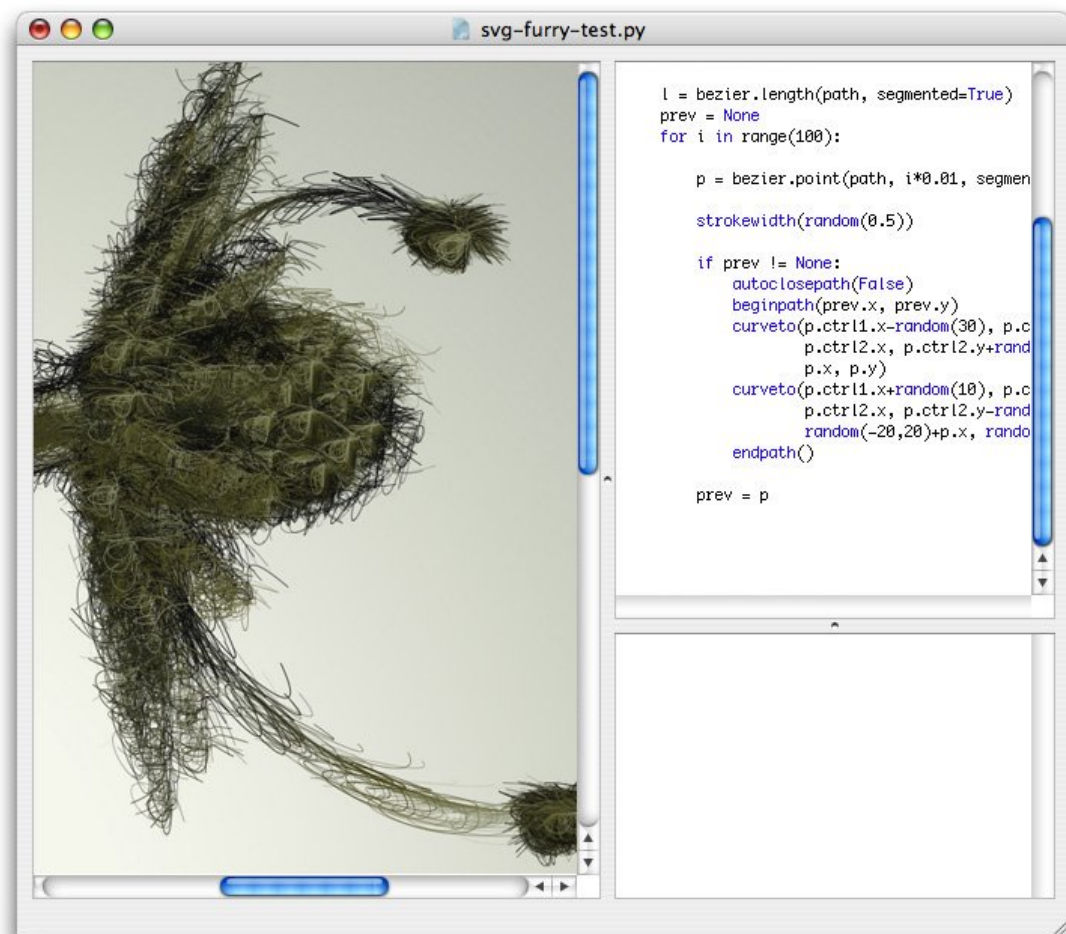 svg-furry-test.py
l = bezier.length(path, segmented=True)
prev = None
for i in range(100):
p = bezier.point(path, i*0.01, segmen
strokewidth(random(0.5))
if prev != None:
autoclosepath(False)
beginpath(prev.x, prev.y)
curveto(p.ctrl1.x-random(30), p.c
p.ctrl2.x, p.ctrl2.y+rand
p.x, p.y)
curveto(p.ctrl1.x+random(10), p.c
p.ctrl2.x, p.ctrl2.y-rand
random(-20,20)+p.x, rando
endpath()
prev = p